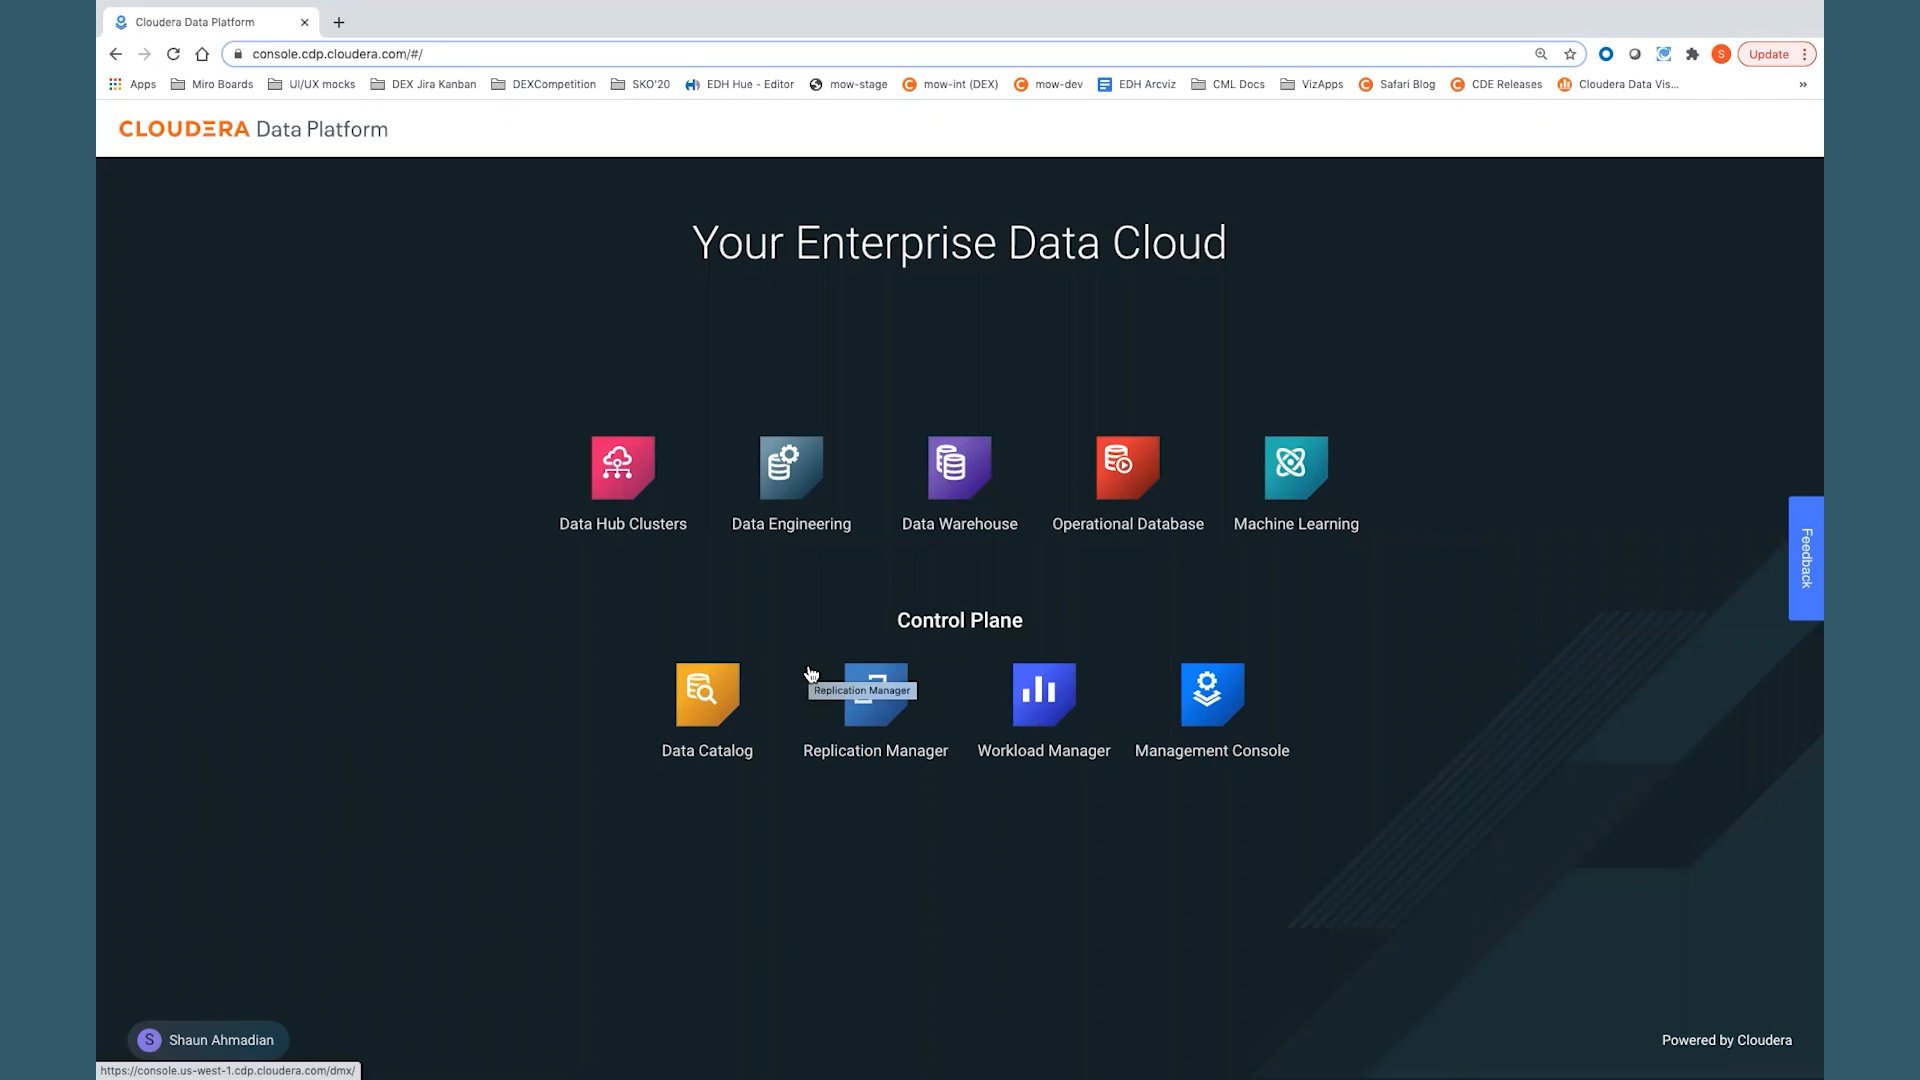 Cloudera Data Platform
console.cdp.cloudera.com/#/
Update
Apps Miro Boards UI/UX mocks DEX Jira Kanban DEXCompetition SKO'20 EDH Hue - Editor mow-stage mow-int (DEX) mow-dev EDH Arcviz CML Docs VizApps Safari Blog CDE Releases Cloudera Data Vis... »
CLOUDERA Data Platform
Your Enterprise Data Cloud
Data Hub Clusters Data Engineering Data Warehouse Operational Database Machine Learning
Feedback
Control Plane
Replication Manager
Data Catalog Replication Manager Workload Manager Management Console
S Shaun Ahmadian
Powered by Cloudera
https://console.us-west-1.cdp.cloudera.com/dmx/